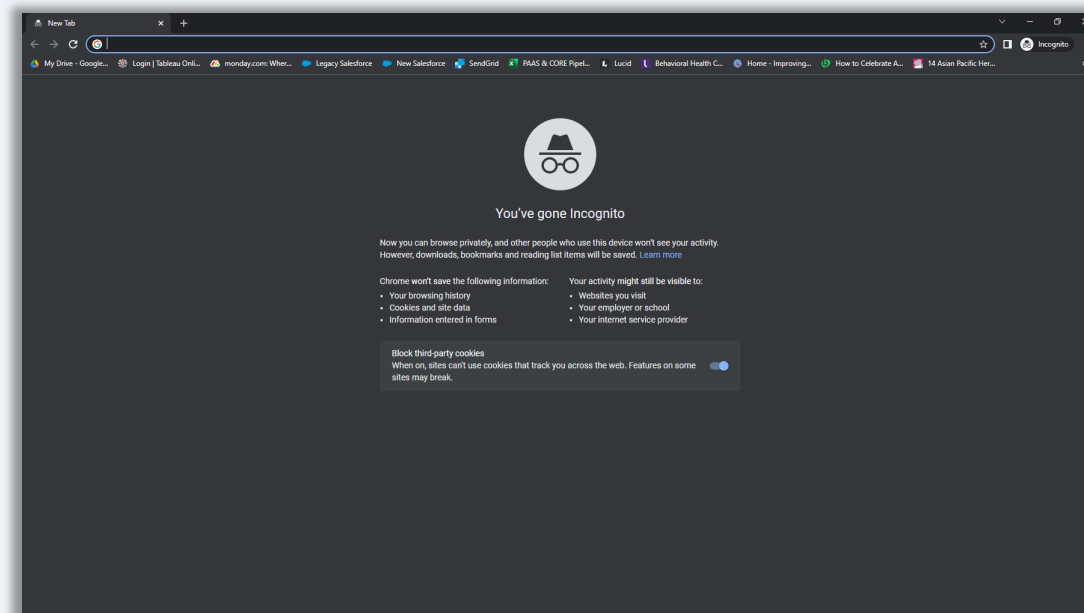 New Tab
Incognito
My Drive - Google... Login | Tableau Onli... monday.com: Wher... Legacy Salesforce New Salesforce SendGrid PAAS & CORE Pipel... Lucid Behavioral Health C... Home - Improving... How to Celebrate A... 14 Asian Pacific Her...
You've gone Incognito
Now you can browse privately, and other people who use this device won't see your activity.
However, downloads, bookmarks and reading list items will be saved. Learn more
Chrome won't save the following information:
• Your browsing history
• Cookies and site data
• Information entered in forms
Your activity might still be visible to:
• Websites you visit
• Your employer or school
• Your internet service provider
Block third-party cookies
When on, sites can't use cookies that track you across the web. Features on some
sites may break.